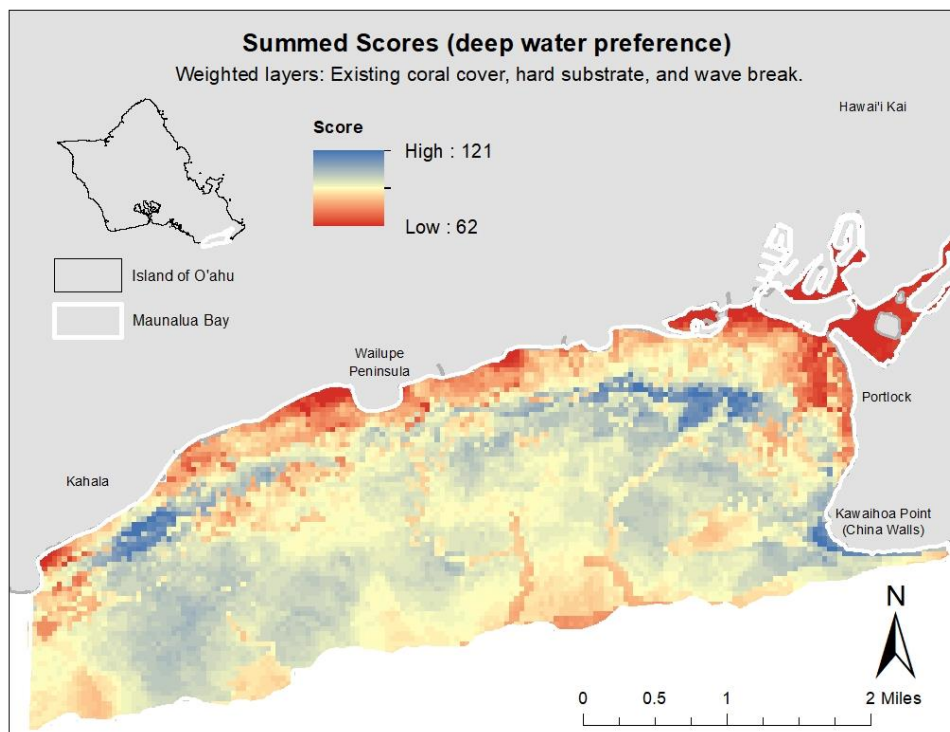 Summed Scores (deep water preference)
Weighted layers: Existing coral cover, hard substrate, and wave break.
Hawai'i Kai
Score
High : 121
Low : 62
Island of O'ahu
Maunalua Bay
Wailupe
Peninsula
Portlock
Kahala
Kawaihoa Point
(China Walls)
N
0 0.5 1 2 Miles